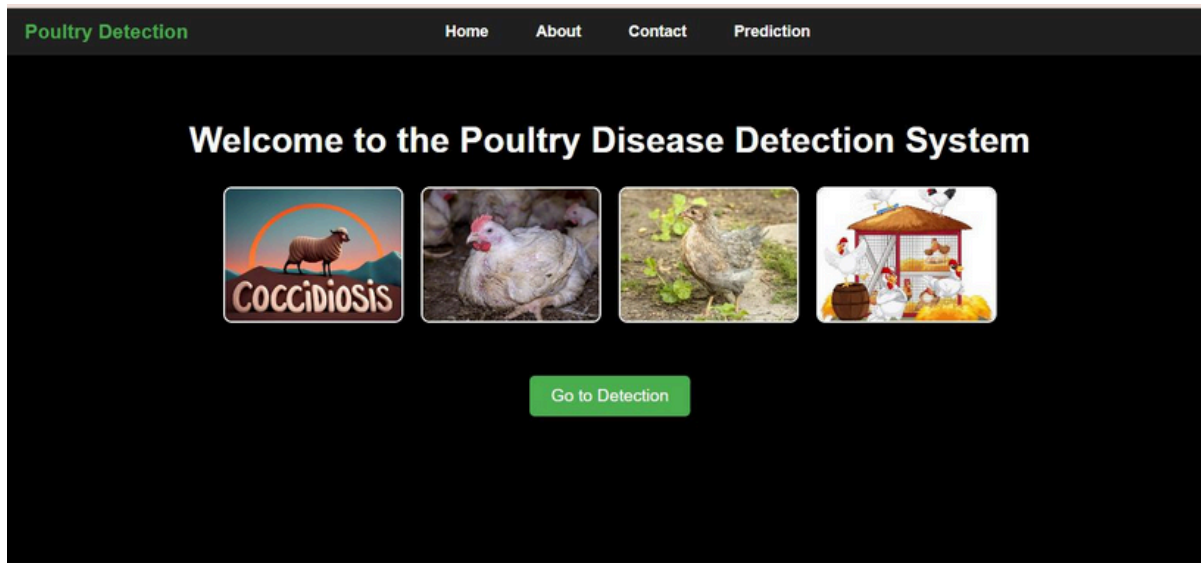 Poultry Detection
Home About Contact Prediction
Welcome to the Poultry Disease Detection System
COCCiDiOSiS
Go to Detection